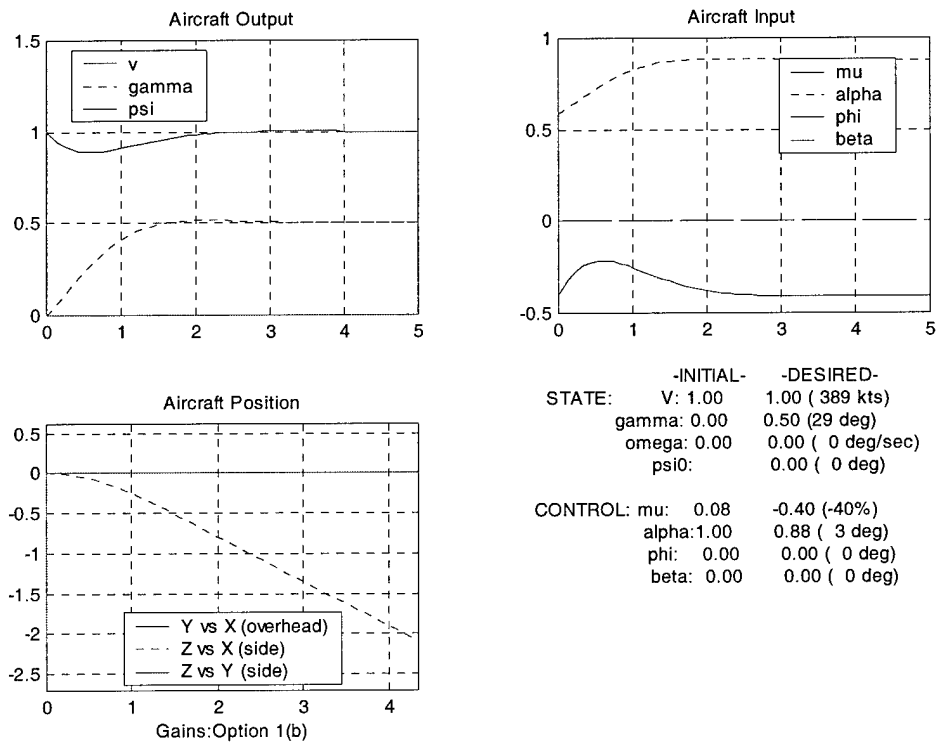 Aircraft Output
1.5
1
0.5
0
0 1 2 3 4 5
v
gamma
psi
Aircraft Input
1
0.5
0
-0.5
0 1 2 3 4 5
mu
alpha
phi
beta
Aircraft Position
0.5
0
-0.5
-1
-1.5
-2
-2.5
0 1 2 3 4
Y vs X (overhead)
Z vs X (side)
Z vs Y (side)
Gains:Option 1(b)
-INITIAL- -DESIRED-
STATE: V: 1.00 1.00 ( 389 kts)
gamma: 0.00 0.50 (29 deg)
omega: 0.00 0.00 ( 0 deg/sec)
psi0: 0.00 ( 0 deg)
CONTROL: mu: 0.08 -0.40 (-40%)
alpha:1.00 0.88 ( 3 deg)
phi: 0.00 0.00 ( 0 deg)
beta: 0.00 0.00 ( 0 deg)